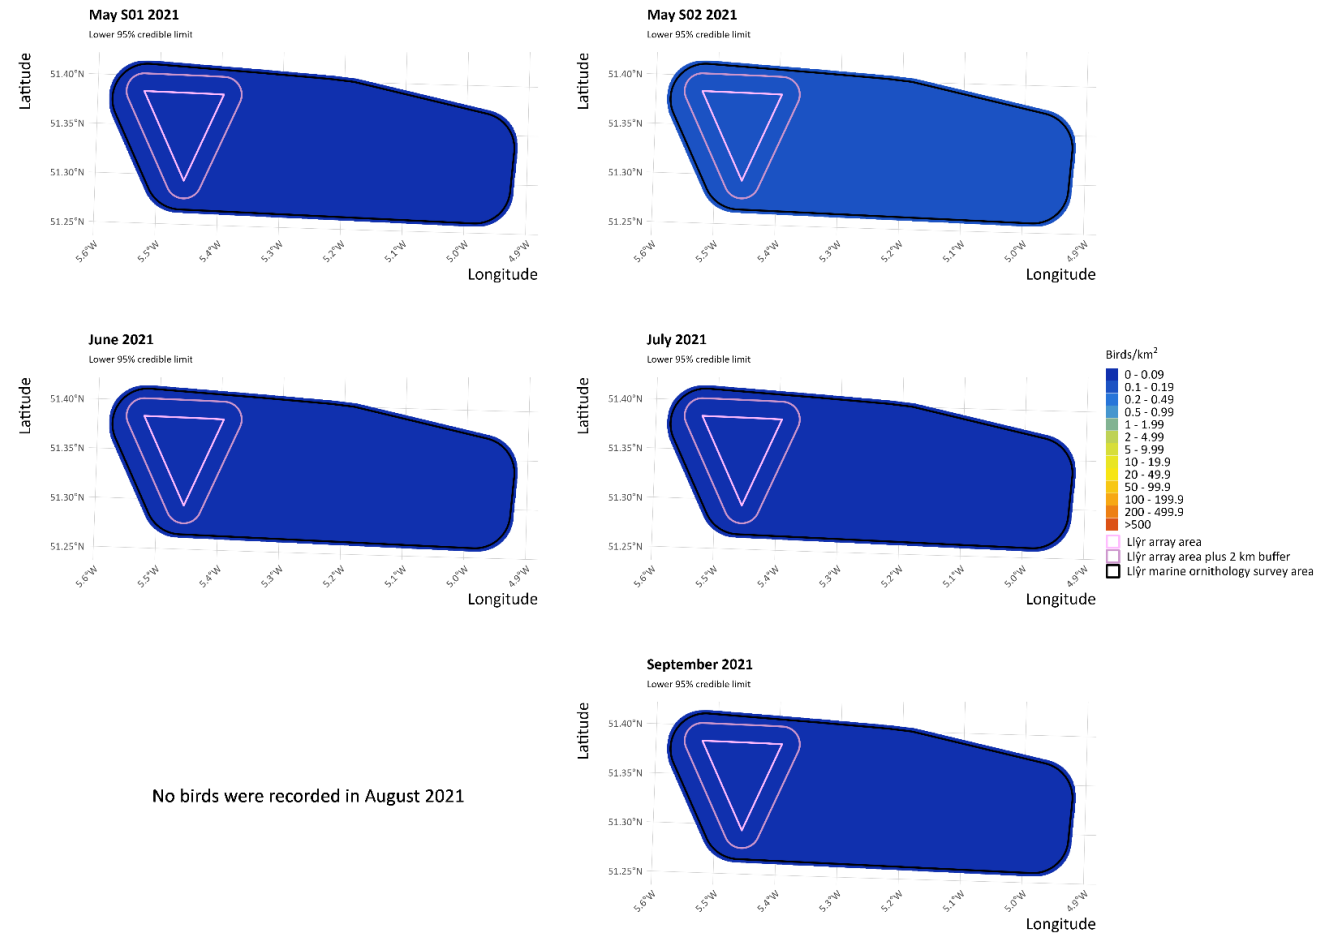 May S01 2021
Lower 95% credible limit
Latitude
51.40°N
51.35°N
51.30°N
51.25°N
5.6°W
5.5°W
5.4°W
5.3°W
5.2°W
5.1°W
5.0°W
4.9°W
Longitude
May S02 2021
Lower 95% credible limit
Latitude
51.40°N
51.35°N
51.30°N
51.25°N
5.6°W
5.5°W
5.4°W
5.3°W
5.2°W
5.1°W
5.0°W
4.9°W
Longitude
June 2021
Lower 95% credible limit
Latitude
51.40°N
51.35°N
51.30°N
51.25°N
5.6°W
5.5°W
5.4°W
5.3°W
5.2°W
5.1°W
5.0°W
4.9°W
Longitude
July 2021
Lower 95% credible limit
Latitude
51.40°N
51.35°N
51.30°N
51.25°N
5.6°W
5.5°W
5.4°W
5.3°W
5.2°W
5.1°W
5.0°W
4.9°W
Longitude
Birds/km²
0 - 0.09
0.1 - 0.19
0.2 - 0.49
0.5 - 0.99
1 - 1.99
2 - 4.99
5 - 9.99
10 - 19.9
20 - 49.9
50 - 99.9
100 - 199.9
200 - 499.9
>500
Llŷr array area
Llŷr array area plus 2 km buffer
Llŷr marine ornithology survey area
No birds were recorded in August 2021
September 2021
Lower 95% credible limit
Latitude
51.40°N
51.35°N
51.30°N
51.25°N
5.6°W
5.5°W
5.4°W
5.3°W
5.2°W
5.1°W
5.0°W
4.9°W
Longitude